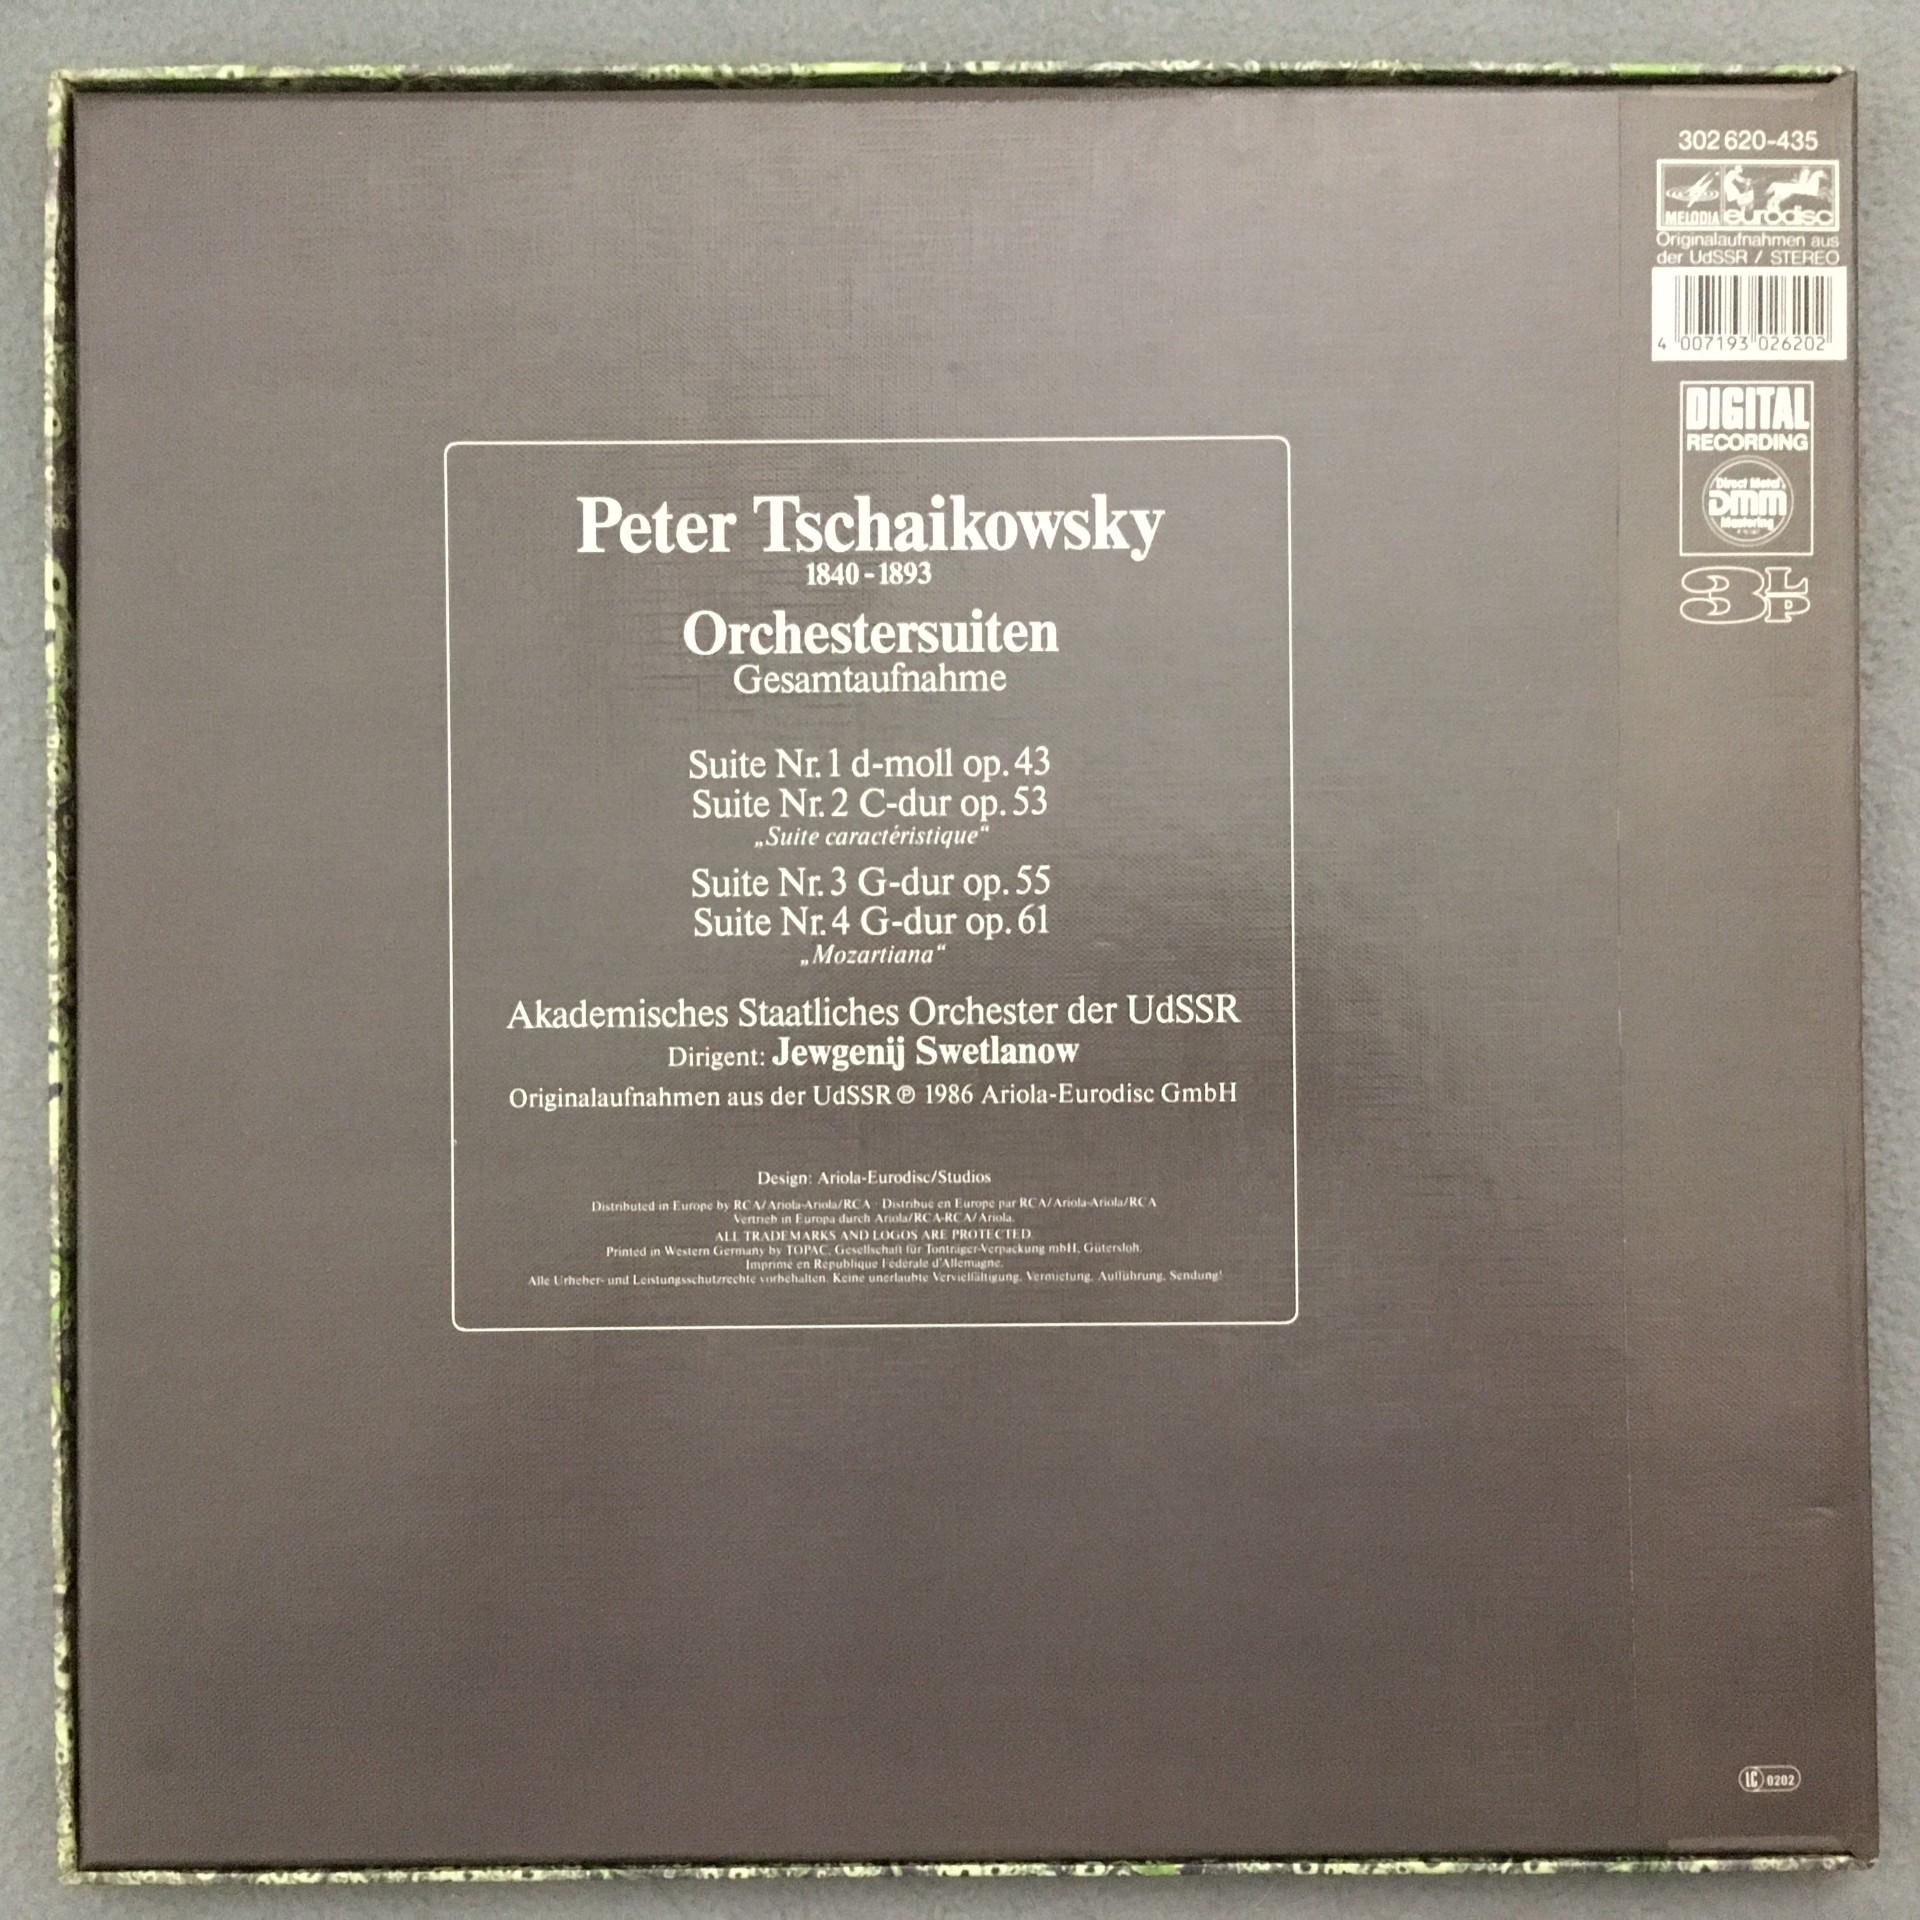 302 620-435
MELODIA eurodisc
Originalaufnahmen aus
der UdSSR / STEREO
4 007193 026202
DIGITAL
RECORDING
Direct Metal
DMM
Mastering
3 LP
Peter Tschaikowsky
1840 - 1893
Orchestersuiten
Gesamtaufnahme
Suite Nr. 1 d-moll op. 43
Suite Nr. 2 C-dur op. 53
„Suite caractéristique“
Suite Nr. 3 G-dur op. 55
Suite Nr. 4 G-dur op. 61
„Mozartiana“
Akademisches Staatliches Orchester der UdSSR
Dirigent: Jewgenij Swetlanow
Originalaufnahmen aus der UdSSR ℗ 1986 Ariola-Eurodisc GmbH
Design: Ariola-Eurodisc/Studios
Distributed in Europe by RCA/Ariola-Ariola/RCA · Distribué en Europe par RCA/Ariola-Ariola/RCA
Vertrieb in Europa durch Ariola/RCA-RCA/Ariola.
ALL TRADEMARKS AND LOGOS ARE PROTECTED.
Printed in Western Germany by TOPAC, Gesellschaft für Tonträger-Verpackung mbH, Gütersloh.
Imprimé en République Fédérale d'Allemagne.
Alle Urheber- und Leistungsschutzrechte vorbehalten. Keine unerlaubte Vervielfältigung, Vermietung, Aufführung, Sendung!
LC 0202